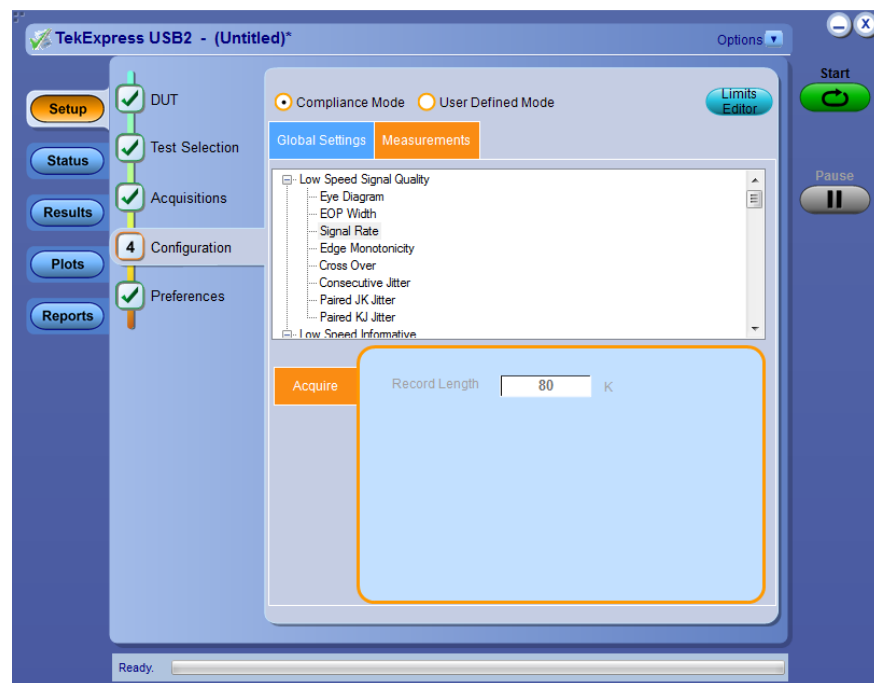 TekExpress USB2 - (Untitled)*
Options
Start
Pause
Setup
Status
Results
Plots
Reports
DUT
Test Selection
Acquisitions
4 Configuration
Preferences
Compliance Mode User Defined Mode
Limits
Editor
Global Settings Measurements
Low Speed Signal Quality
Eye Diagram
EOP Width
Signal Rate
Edge Monotonicity
Cross Over
Consecutive Jitter
Paired JK Jitter
Paired KJ Jitter
Low Speed Informative
Acquire
Record Length 80 K
Ready.